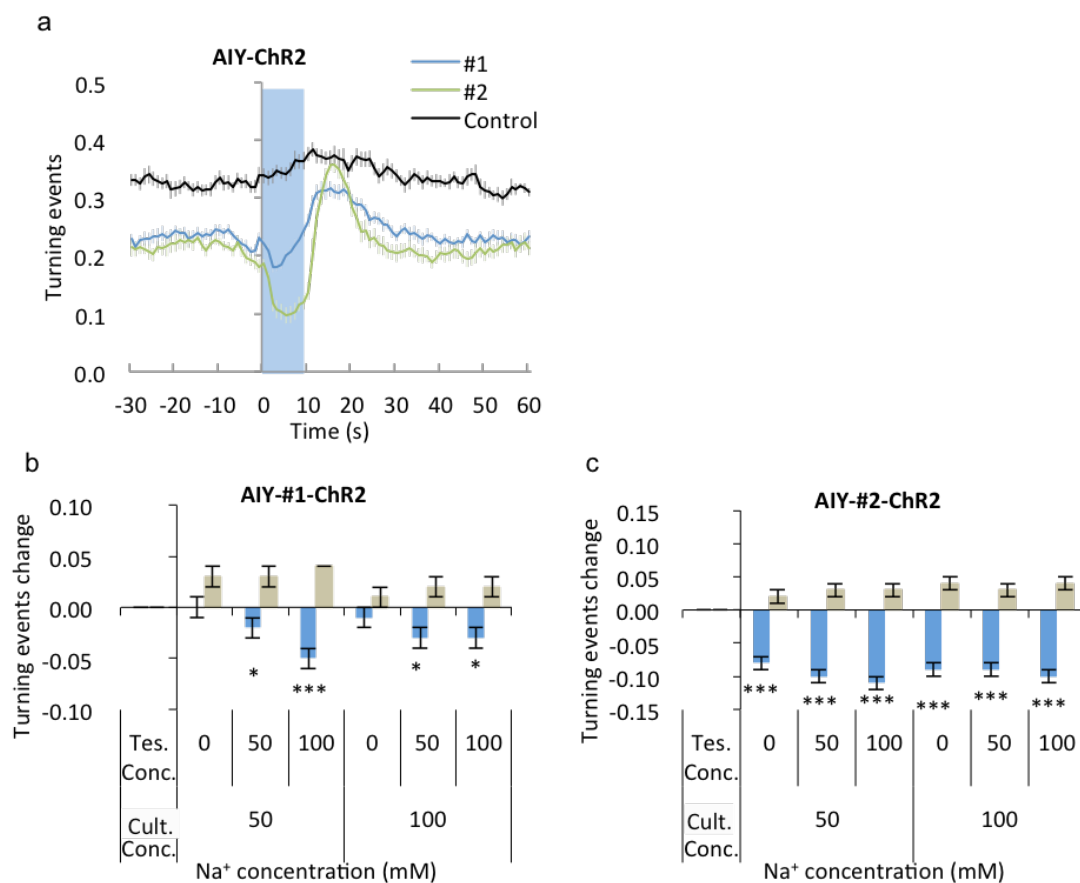 a
AIY-ChR2
#1
#2
Control
Turning events
0.5
0.4
0.3
0.2
0.1
0.0
-30 -20 -10 0 10 20 30 40 50 60
Time (s)
b
AIY-#1-ChR2
Turning events change
0.10
0.05
0.00
-0.05
-0.10
* *** * *
Tes. Conc.
0 50 100 0 50 100
Cult. Conc.
50 100
Na⁺ concentration (mM)
c
AIY-#2-ChR2
Turning events change
0.15
0.10
0.05
0.00
-0.05
-0.10
-0.15
*** *** *** *** *** ***
Tes. Conc.
0 50 100 0 50 100
Cult. Conc.
50 100
Na⁺ concentration (mM)